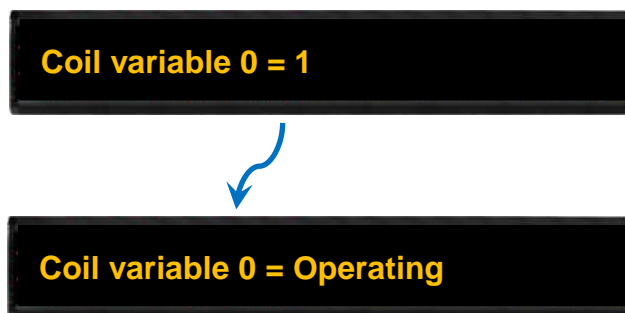 Coil variable 0 = 1
Coil variable 0 = Operating